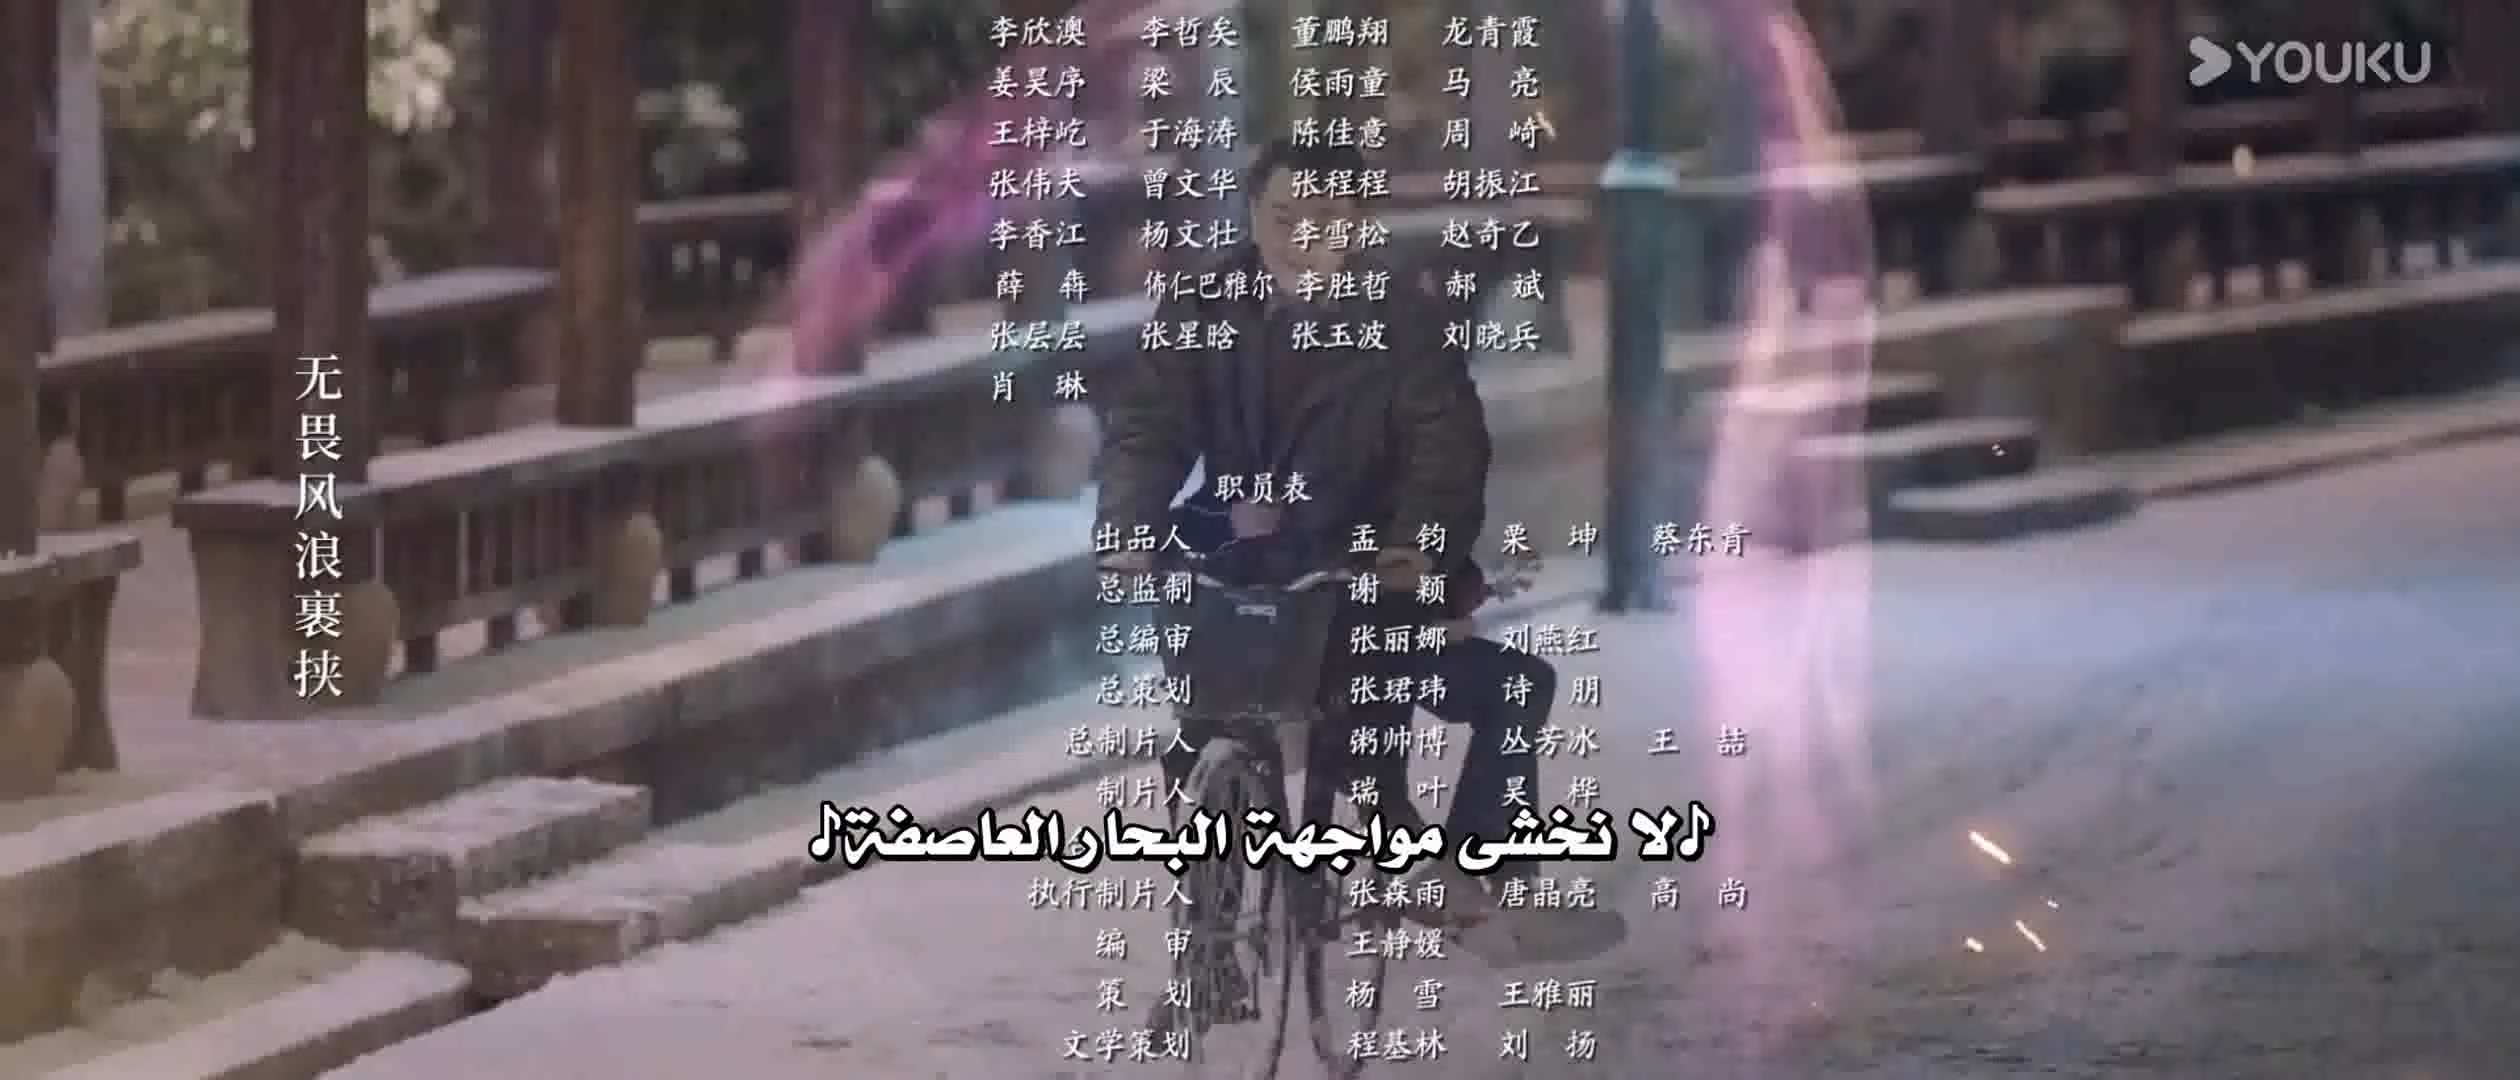 YOUKU
李欣澳 李哲矣 董鹏翔 龙青霞
姜昊序 梁 辰 侯雨童 马 亮
王梓屹 于海涛 陈佳意 周 崎
张伟夫 曾文华 张程程 胡振江
李香江 杨文壮 李雪松 赵奇乙
薛 犇 佈仁巴雅尔 李胜哲 郝 斌
张层层 张星晗 张玉波 刘晓兵
肖 琳
无畏风浪裹挟
职员表
出品人 孟 钧 栗 坤 蔡东青
总监制 谢 颖
总编审 张丽娜 刘燕红
总策划 张珺玮 诗 朋
总制片人 粥帅博 丛芳冰 王 喆
制片人 瑞 叶 昊 桦
♪لا نخشى مواجهة البحارالعاصفة♪
执行制片人 张森雨 唐晶亮 高 尚
编 审 王静媛
策 划 杨 雪 王雅丽
文学策划 程基林 刘 扬